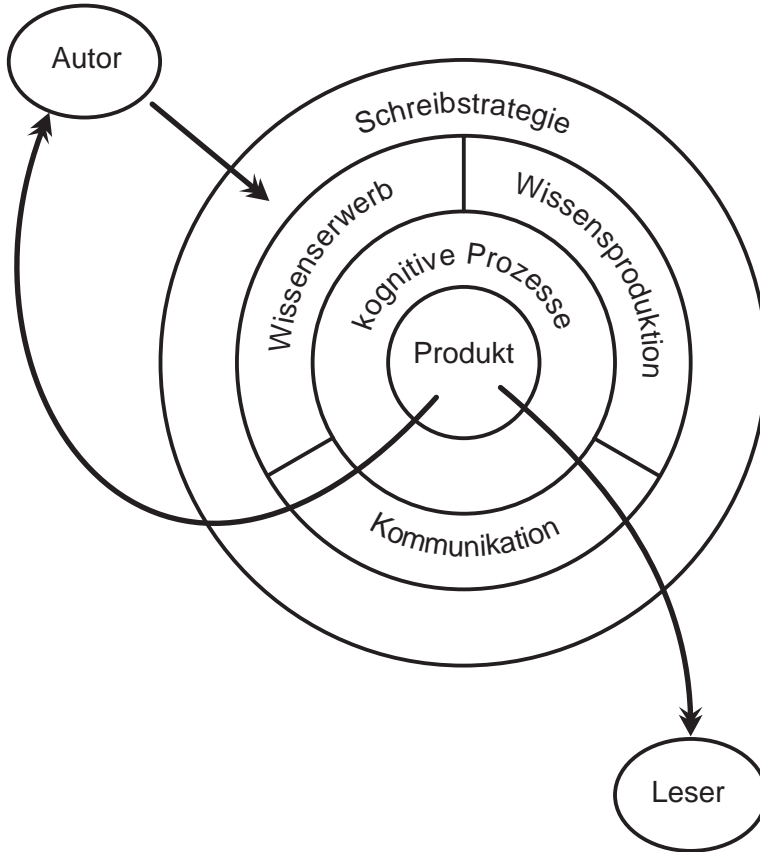 Autor
Schreibstrategie
Wissenserwerb
Wissensproduktion
kognitive Prozesse
Produkt
Kommunikation
Leser